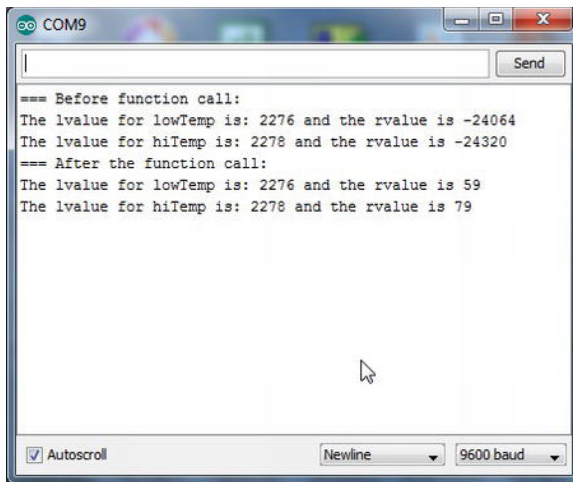 COM9
Send
=== Before function call:
The lvalue for lowTemp is: 2276 and the rvalue is -24064
The lvalue for hiTemp is: 2278 and the rvalue is -24320
=== After the function call:
The lvalue for lowTemp is: 2276 and the rvalue is 59
The lvalue for hiTemp is: 2278 and the rvalue is 79
Autoscroll
Newline
9600 baud